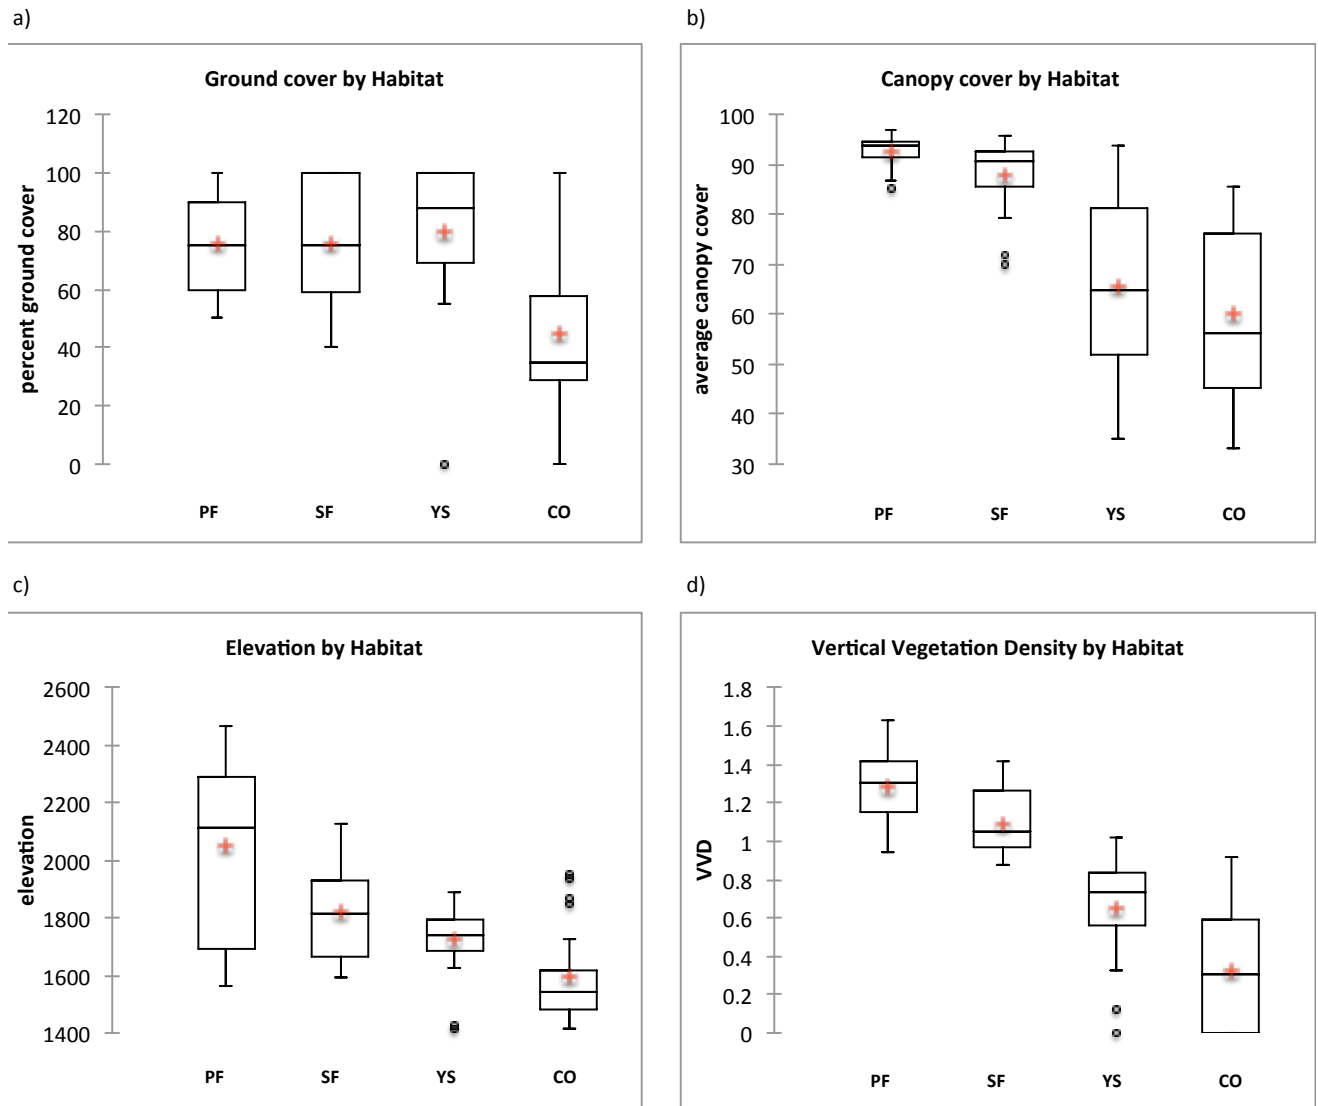 a)
Ground cover by Habitat
percent ground cover
120
100
80
60
40
20
0
PF SF YS CO
b)
Canopy cover by Habitat
average canopy cover
100
90
80
70
60
50
40
30
PF SF YS CO
c)
Elevation by Habitat
elevation
2600
2400
2200
2000
1800
1600
1400
PF SF YS CO
d)
Vertical Vegetation Density by Habitat
VVD
1.8
1.6
1.4
1.2
1
0.8
0.6
0.4
0.2
0
PF SF YS CO